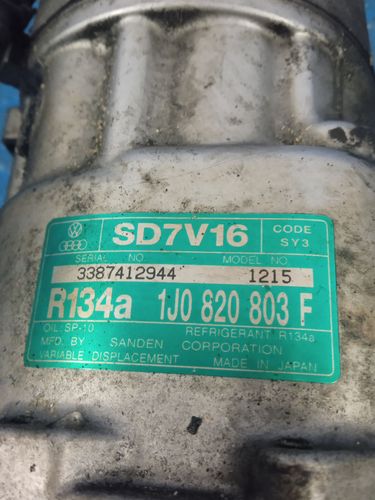 SD7V16 CODE
SY3
SERIAL NO MODEL NO.
3387412944 1215
R134a 1J0 820 803 F
OIL:SP-10 REFRIGERANT R134a
MFG. BY SANDEN CORPORATION
VARIABLE DISPLACEMENT MADE IN JAPAN